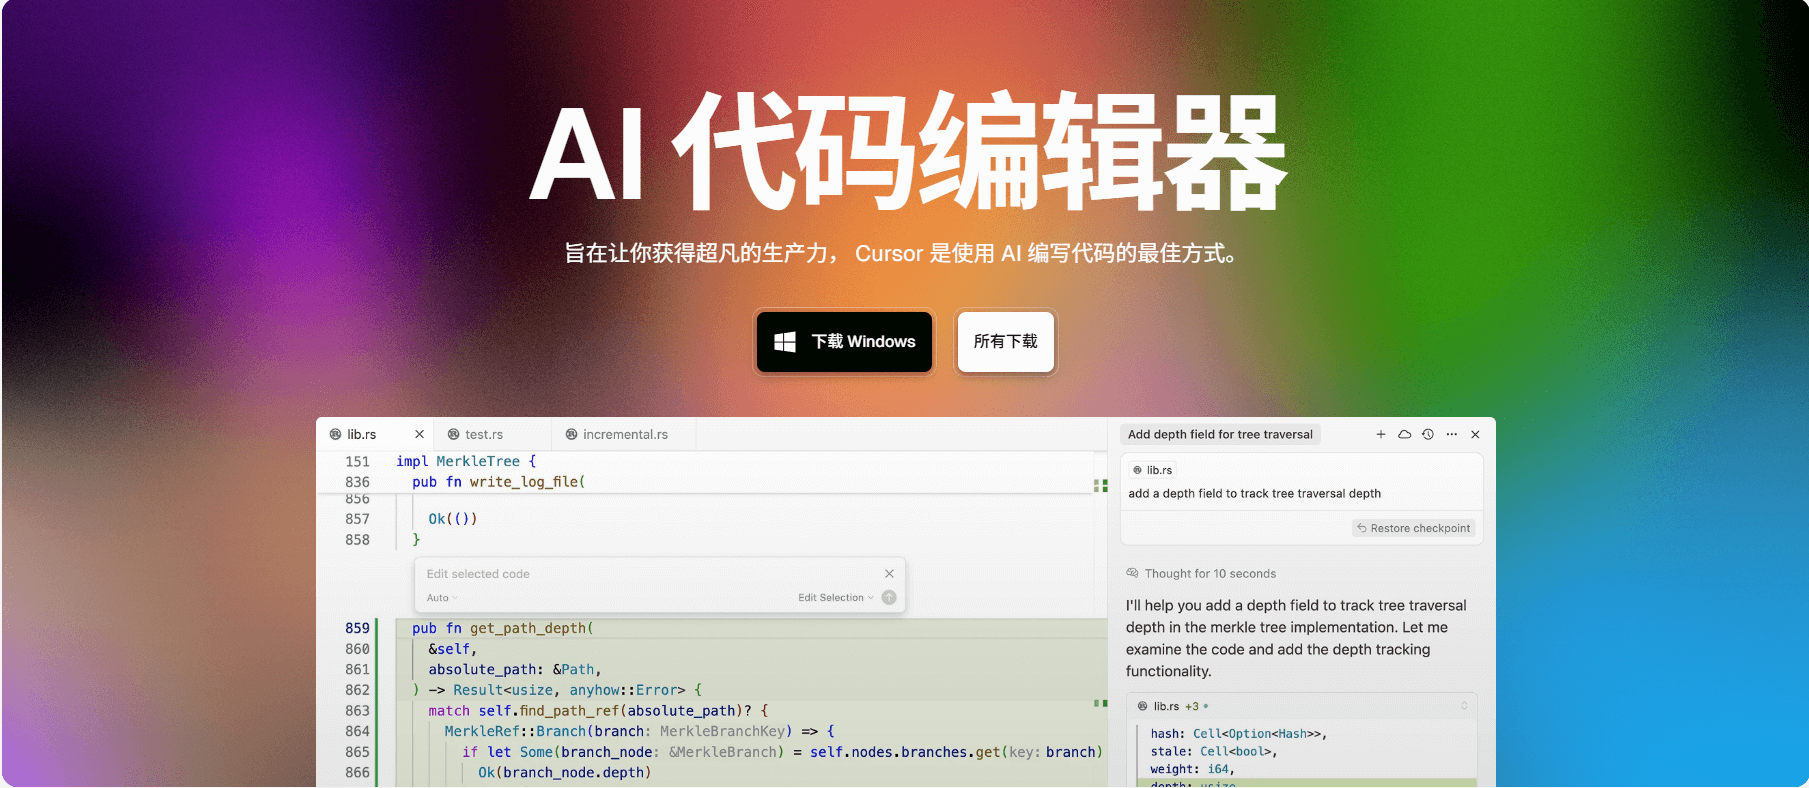 AI 代码编辑器
旨在让你获得超凡的生产力， Cursor 是使用 AI 编写代码的最佳方式。
下载 Windows
所有下载
lib.rs
test.rs
incremental.rs
151 impl MerkleTree {
836 pub fn write_log_file(
856
857 Ok(())
858 }
Edit selected code
Auto
Edit Selection
859 pub fn get_path_depth(
860 &self,
861 absolute_path: &Path,
862 ) -> Result<usize, anyhow::Error> {
863 match self.find_path_ref(absolute_path)? {
864 MerkleRef::Branch(branch: MerkleBranchKey) => {
865 if let Some(branch_node: &MerkleBranch) = self.nodes.branches.get(key: branch)
866 Ok(branch_node.depth)
Add depth field for tree traversal
lib.rs
add a depth field to track tree traversal depth
Restore checkpoint
Thought for 10 seconds
I'll help you add a depth field to track tree traversal
depth in the merkle tree implementation. Let me
examine the code and add the depth tracking
functionality.
lib.rs +3
hash: Cell<Option<Hash>>,
stale: Cell<bool>,
weight: i64,
depth: usize